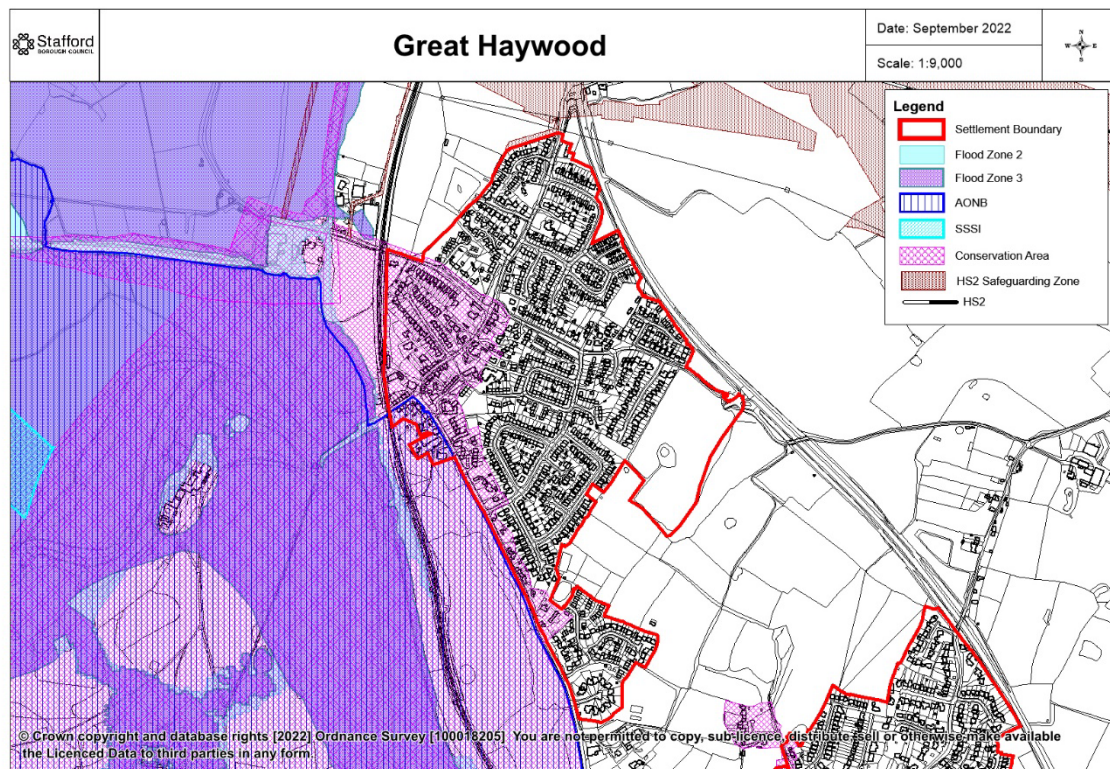 Stafford
BOROUGH COUNCIL
Great Haywood
Date: September 2022
Scale: 1:9,000
N
W E
S
Legend
Settlement Boundary
Flood Zone 2
Flood Zone 3
AONB
SSSI
Conservation Area
HS2 Safeguarding Zone
HS2
© Crown copyright and database rights [2022] Ordnance Survey [100018205] You are not permitted to copy, sub-licence, distribute, sell or otherwise make available
the Licenced Data to third parties in any form.